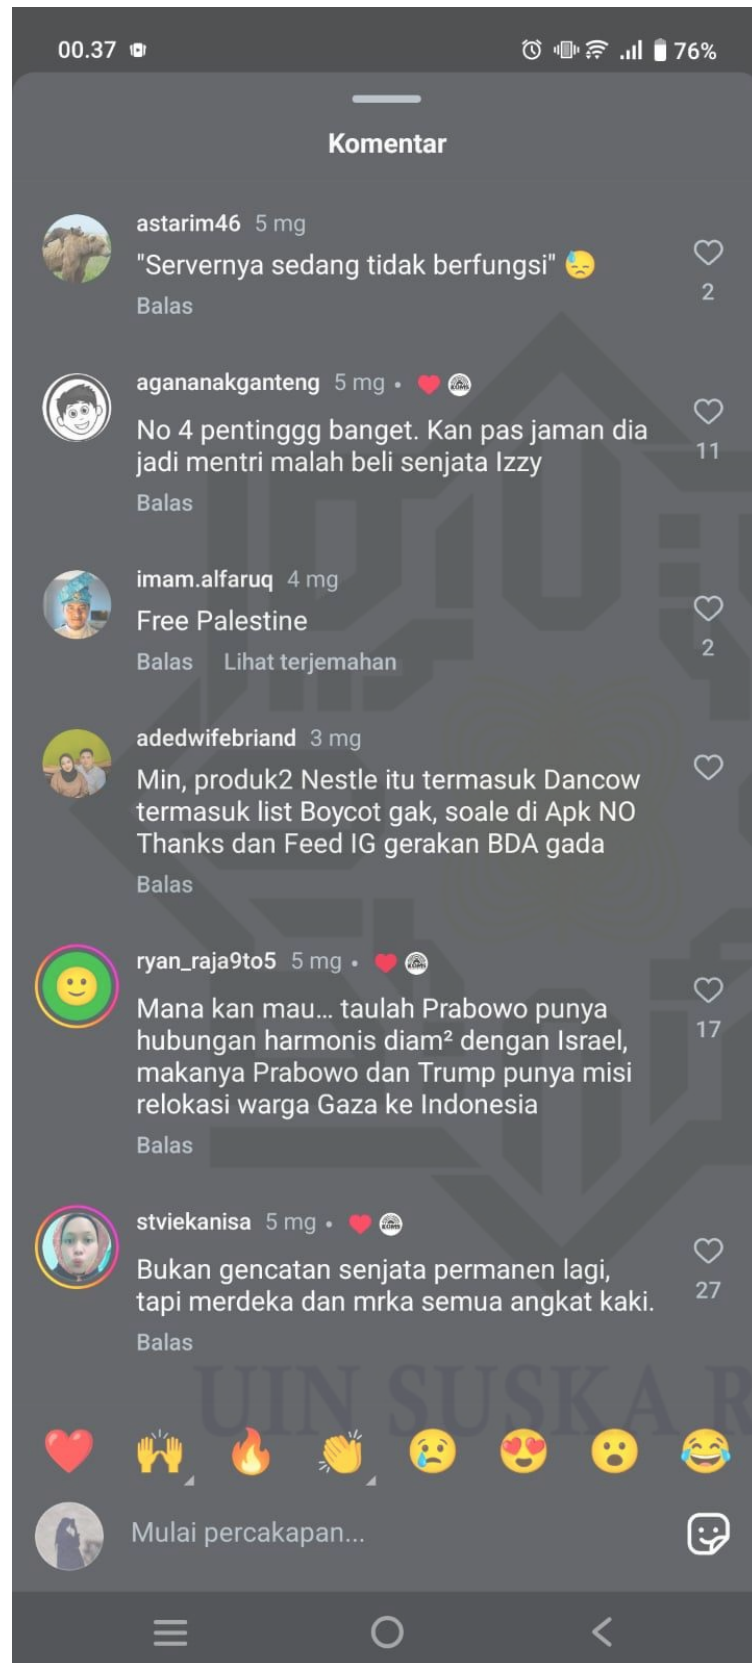 00.37 76%
Komentar
astarim46 5 mg
"Servernya sedang tidak berfungsi" 😓
2
Balas
agananakganteng 5 mg •
No 4 pentinggg banget. Kan pas jaman dia
jadi mentri malah beli senjata Izzy
11
Balas
imam.alfaruq 4 mg
Free Palestine
2
Balas Lihat terjemahan
adedwifebriand 3 mg
Min, produk2 Nestle itu termasuk Dancow
termasuk list Boycot gak, soale di Apk NO
Thanks dan Feed IG gerakan BDA gada
Balas
ryan_raja9to5 5 mg •
Mana kan mau... taulah Prabowo punya
hubungan harmonis diam² dengan Israel,
makanya Prabowo dan Trump punya misi
relokasi warga Gaza ke Indonesia
17
Balas
stviekanisa 5 mg •
Bukan gencatan senjata permanen lagi,
tapi merdeka dan mrka semua angkat kaki.
27
Balas
UIN SUSKA R
Mulai percakapan...